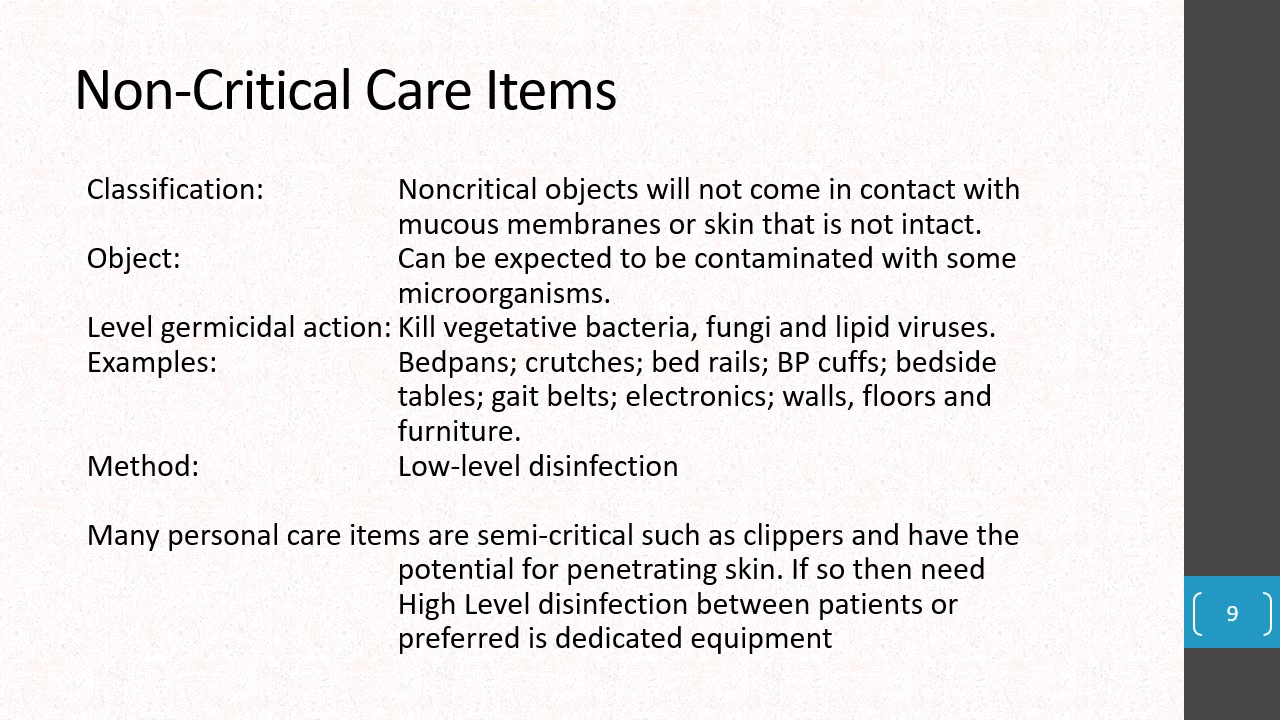 Non-Critical Care Items
Classification: Noncritical objects will not come in contact with
mucous membranes or skin that is not intact.
Object: Can be expected to be contaminated with some
microorganisms.
Level germicidal action: Kill vegetative bacteria, fungi and lipid viruses.
Examples: Bedpans; crutches; bed rails; BP cuffs; bedside
tables; gait belts; electronics; walls, floors and
furniture.
Method: Low-level disinfection
Many personal care items are semi-critical such as clippers and have the
potential for penetrating skin. If so then need
High Level disinfection between patients or
preferred is dedicated equipment
9